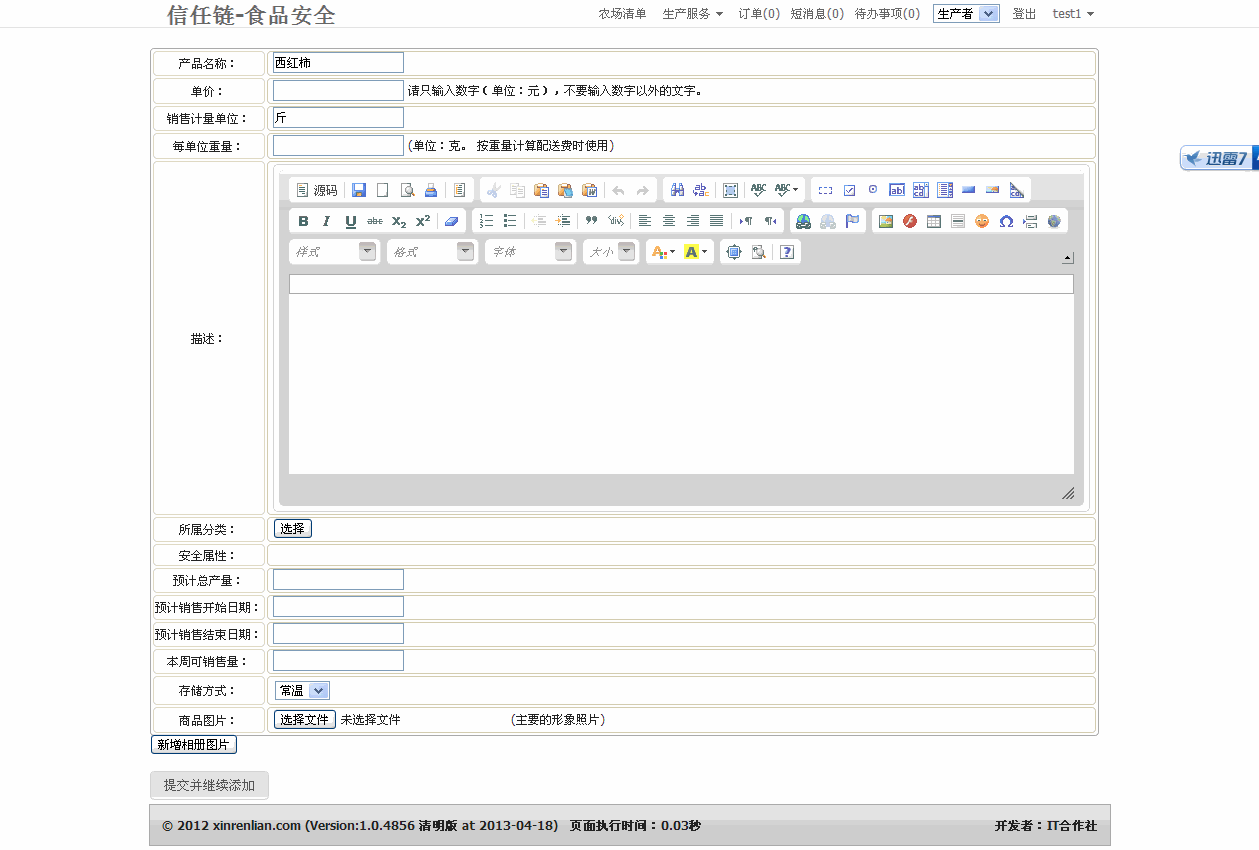 信任链-食品安全
农场清单 生产服务 订单(0) 短消息(0) 待办事项(0) 生产者 登出 test1
产品名称： 西红柿
单价： 请只输入数字（单位：元），不要输入数字以外的文字。
迅雷7
销售计量单位： 斤
每单位重量： (单位：克。 按重量计算配送费时使用)
源码
B I U abc X₂ X²
样式 格式 字体 大小
描述：
所属分类： 选择
安全属性：
预计总产量：
预计销售开始日期：
预计销售结束日期：
本周可销售量：
存储方式： 常温
商品图片： 选择文件 未选择文件 (主要的形象照片)
新增相册图片
提交并继续添加
© 2012 xinrenlian.com (Version:1.0.4856 清明版 at 2013-04-18) 页面执行时间：0.03秒 开发者：IT合作社